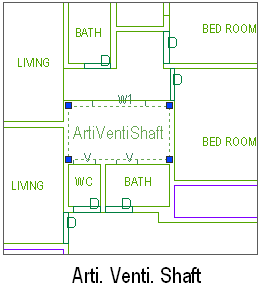 BED ROOM
BATH
D
D
LIVING
D
W1
ArtiVentiShaft
BED ROOM
V
V
LIVING
WC
BATH
D
D
D
Arti. Venti. Shaft